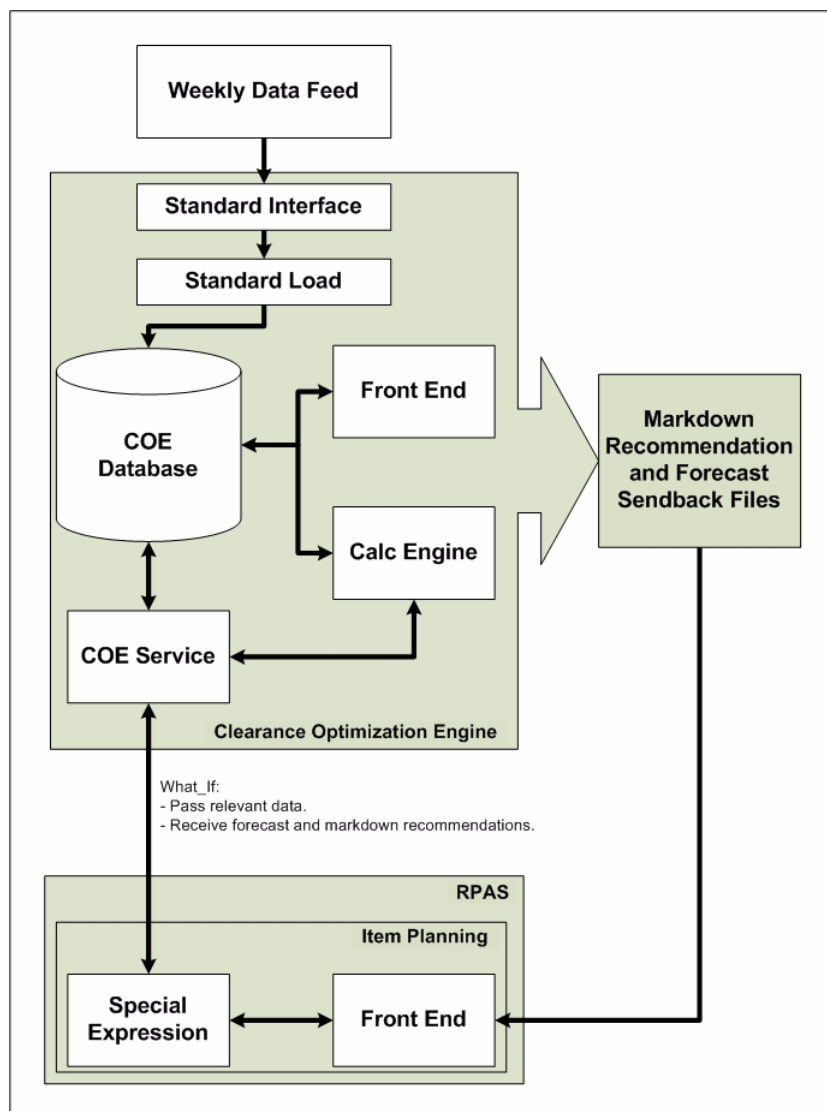 Weekly Data Feed
Standard Interface
Standard Load
COE
Database
Front End
Calc Engine
COE Service
Clearance Optimization Engine
Markdown
Recommendation
and Forecast
Sendback Files
What_If:
- Pass relevant data.
- Receive forecast and markdown recommendations.
RPAS
Item Planning
Special
Expression
Front End